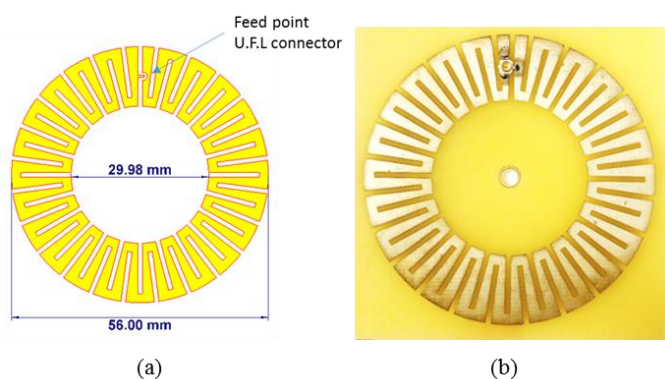 Feed point
U.F.L connector
29.98 mm
56.00 mm
(a)
(b)